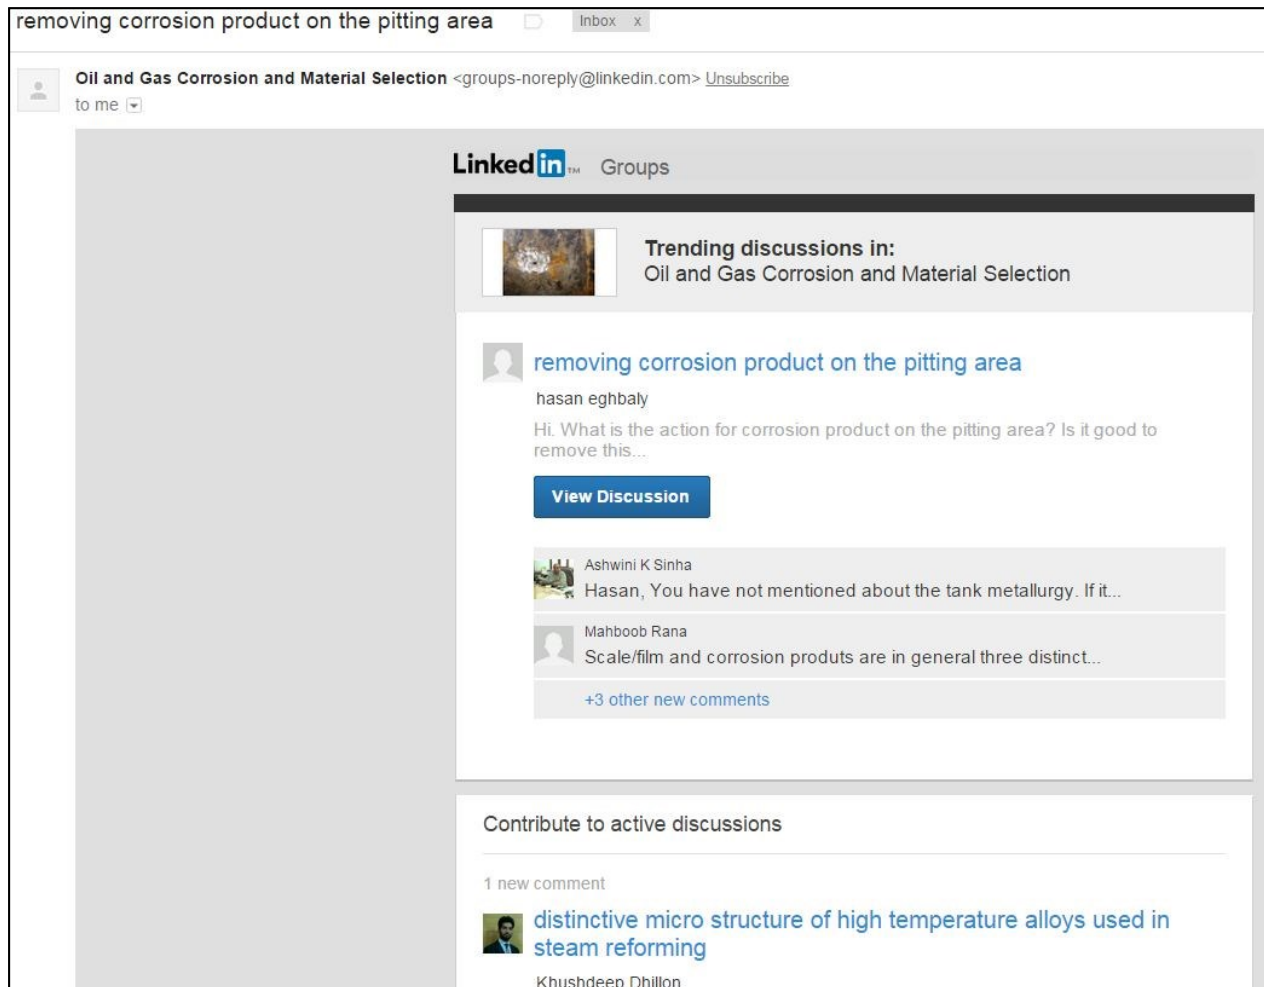 removing corrosion product on the pitting area Inbox x
Oil and Gas Corrosion and Material Selection <groups-noreply@linkedin.com> Unsubscribe
to me
Linked in™ Groups
Trending discussions in:
Oil and Gas Corrosion and Material Selection
removing corrosion product on the pitting area
hasan eghbaly
Hi. What is the action for corrosion product on the pitting area? Is it good to
remove this...
View Discussion
Ashwini K Sinha
Hasan, You have not mentioned about the tank metallurgy. If it...
Mahboob Rana
Scale/film and corrosion produts are in general three distinct...
+3 other new comments
Contribute to active discussions
1 new comment
distinctive micro structure of high temperature alloys used in
steam reforming
Khushdeep Dhillon